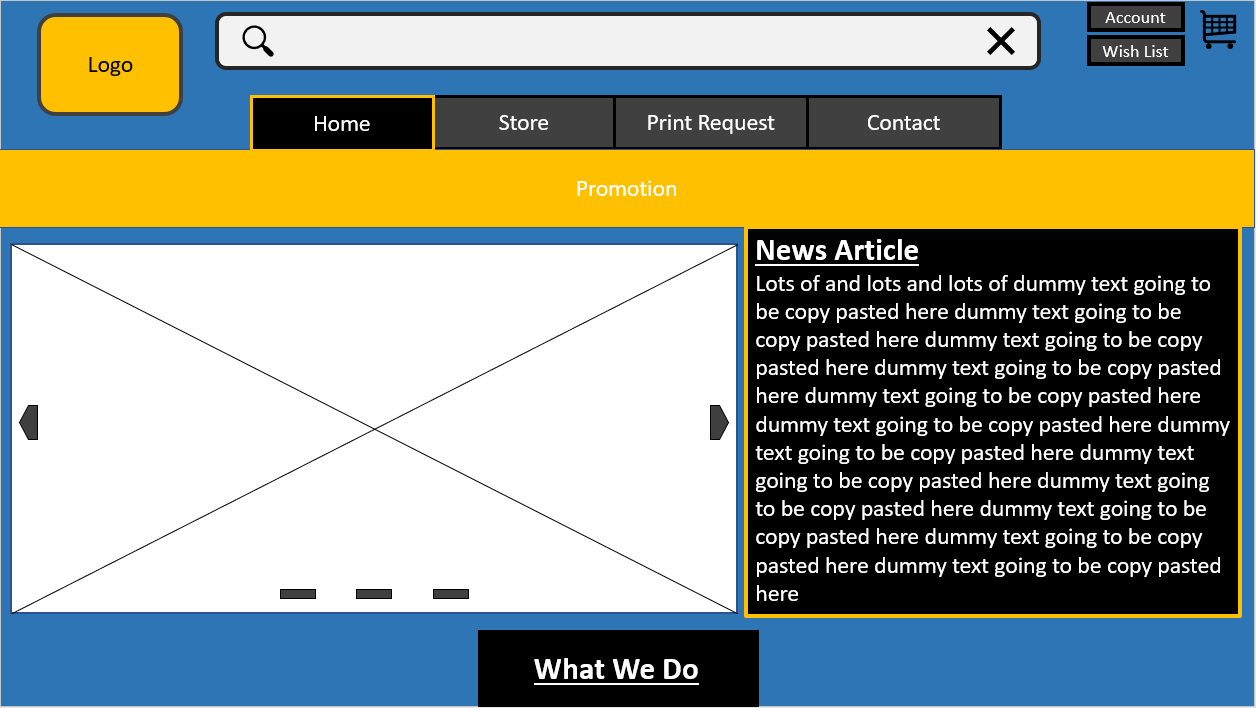 Logo
Account
Wish List
Home
Store
Print Request
Contact
Promotion
News Article
Lots of and lots and lots of dummy text going to
be copy pasted here dummy text going to be
copy pasted here dummy text going to be copy
pasted here dummy text going to be copy pasted
here dummy text going to be copy pasted here
dummy text going to be copy pasted here dummy
text going to be copy pasted here dummy text
going to be copy pasted here dummy text going
to be copy pasted here dummy text going to be
copy pasted here dummy text going to be copy
pasted here dummy text going to be copy pasted
here
What We Do